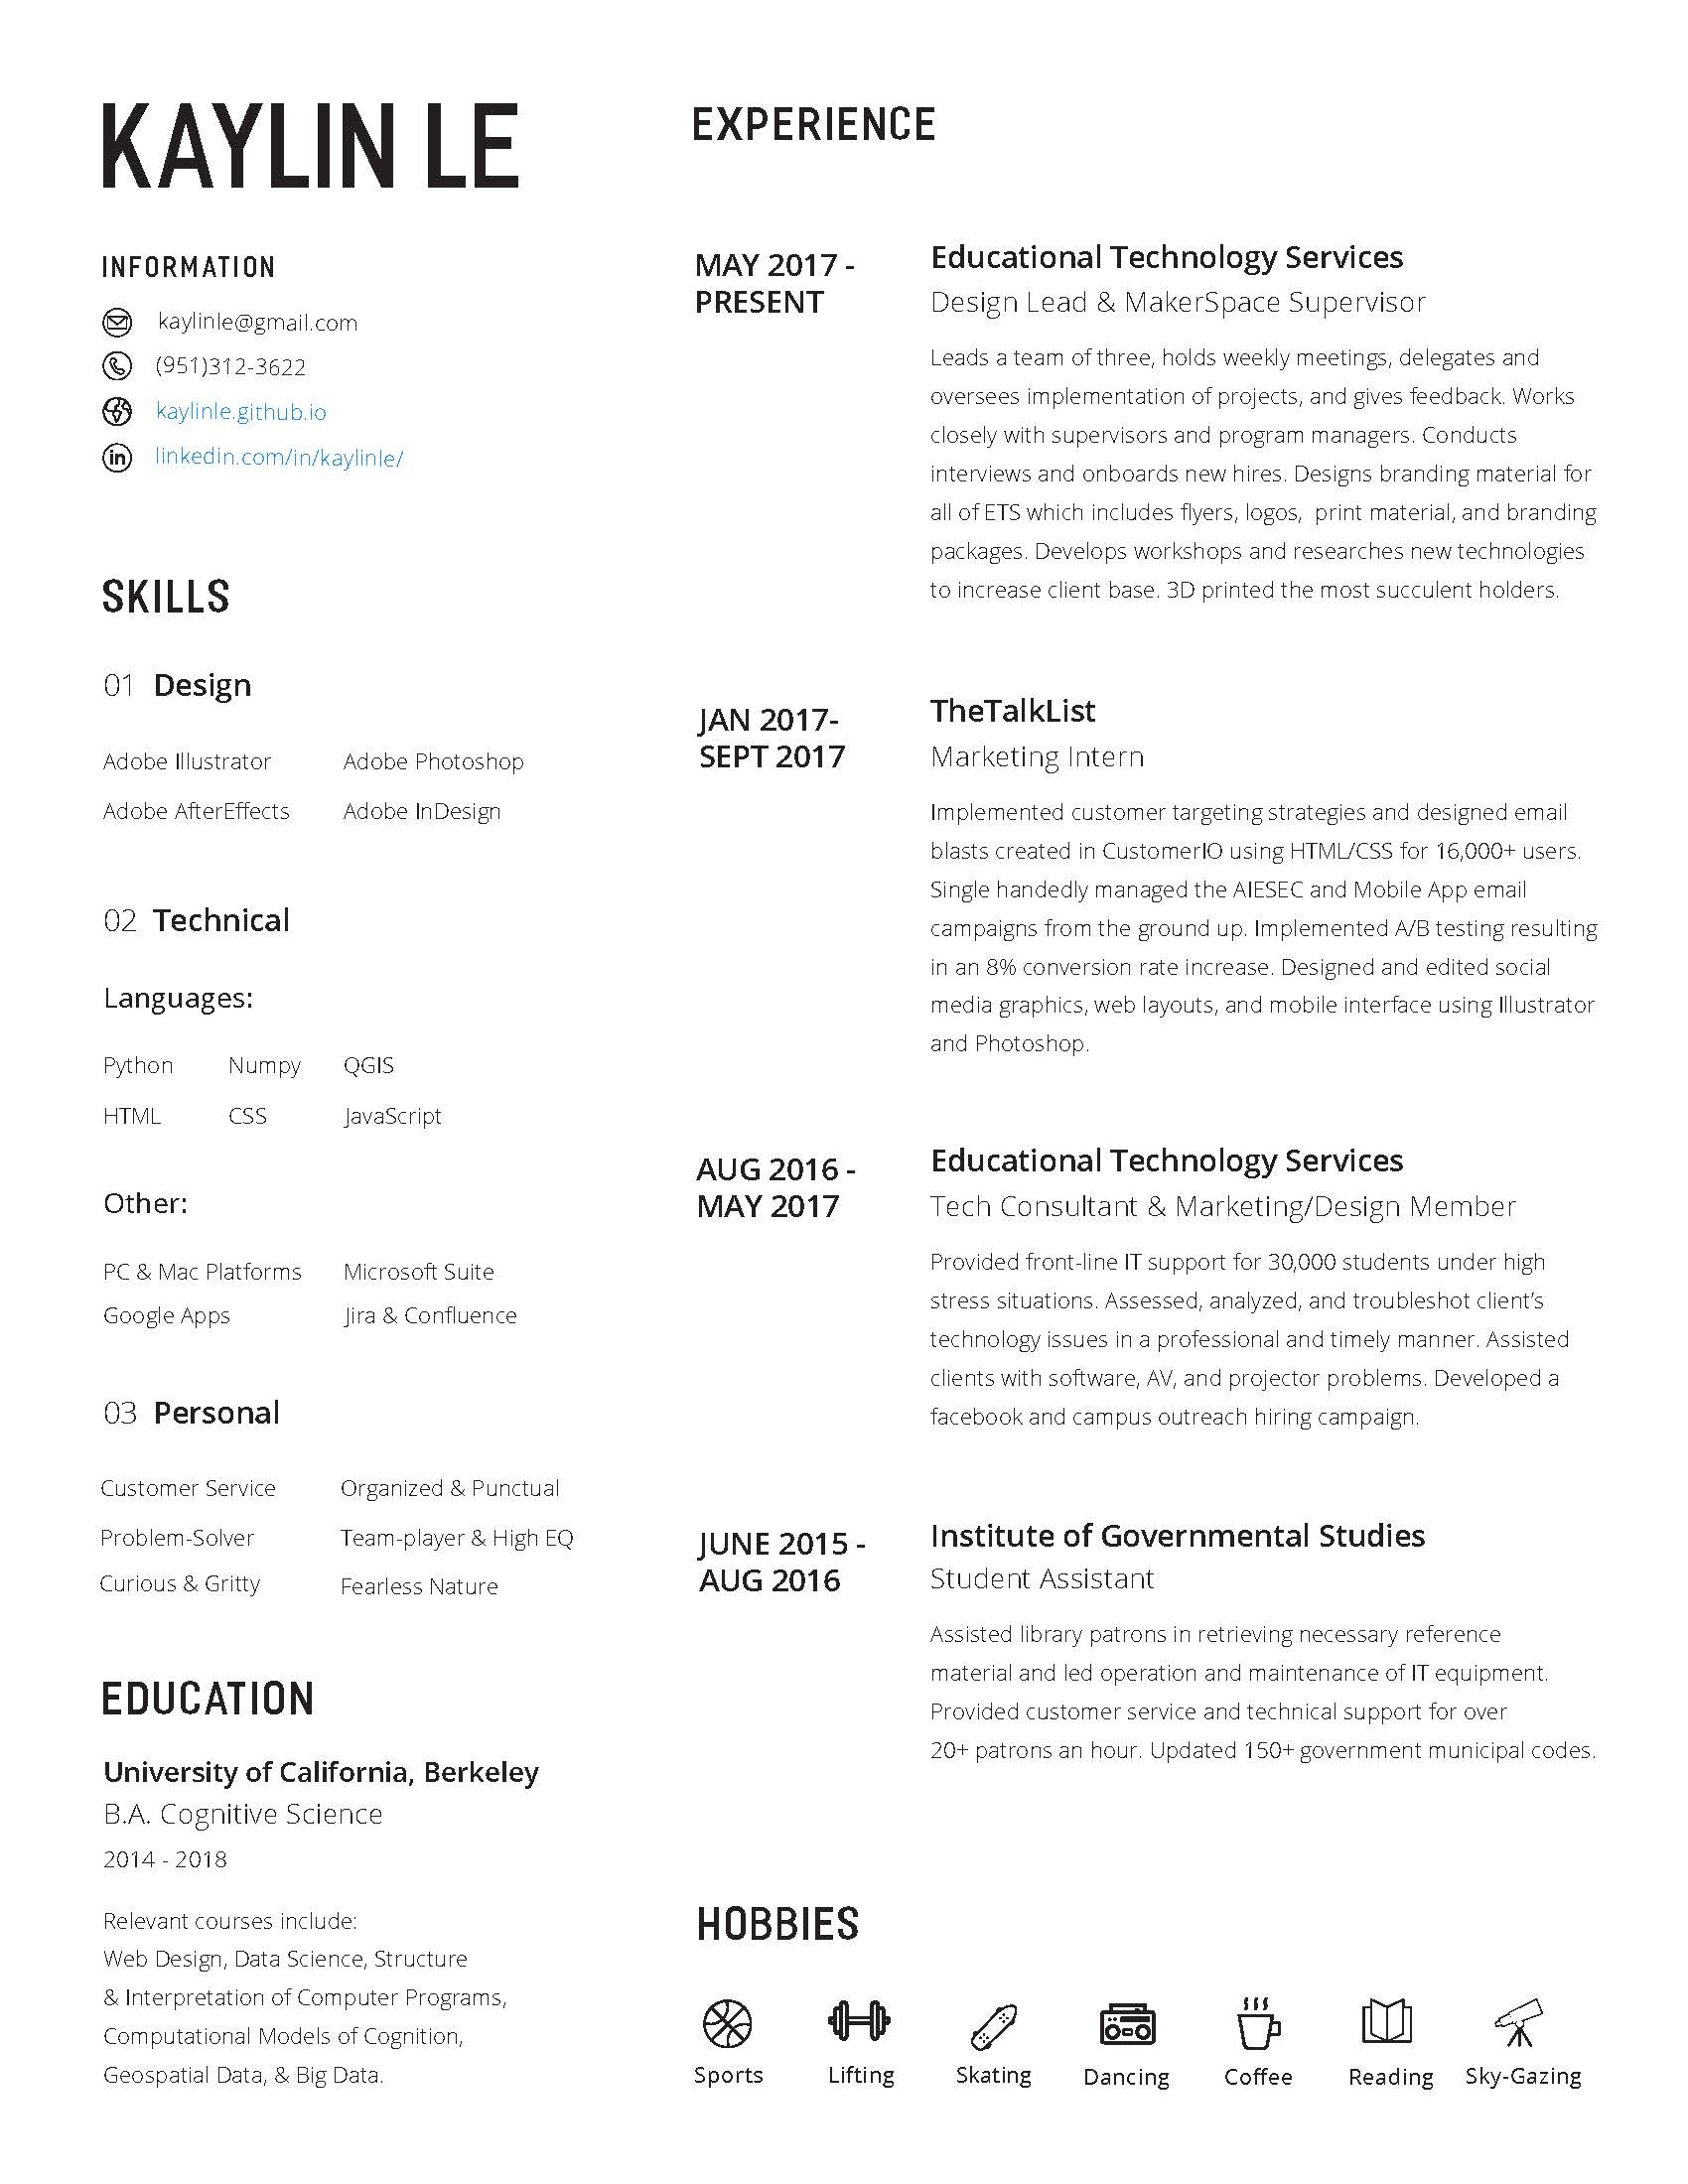 KAYLIN LE
INFORMATION
kaylinle@gmail.com
(951)312-3622
kaylinle.github.io
linkedin.com/in/kaylinle/
SKILLS
01 Design
Adobe Illustrator Adobe Photoshop
Adobe AfterEffects Adobe InDesign
02 Technical
Languages:
Python Numpy QGIS
HTML CSS JavaScript
Other:
PC & Mac Platforms Microsoft Suite
Google Apps Jira & Confluence
03 Personal
Customer Service Organized & Punctual
Problem-Solver Team-player & High EQ
Curious & Gritty Fearless Nature
EDUCATION
University of California, Berkeley
B.A. Cognitive Science
2014 - 2018
Relevant courses include:
Web Design, Data Science, Structure
& Interpretation of Computer Programs,
Computational Models of Cognition,
Geospatial Data, & Big Data.
EXPERIENCE
MAY 2017 -
PRESENT
Educational Technology Services
Design Lead & MakerSpace Supervisor
Leads a team of three, holds weekly meetings, delegates and
oversees implementation of projects, and gives feedback. Works
closely with supervisors and program managers. Conducts
interviews and onboards new hires. Designs branding material for
all of ETS which includes flyers, logos, print material, and branding
packages. Develops workshops and researches new technologies
to increase client base. 3D printed the most succulent holders.
JAN 2017-
SEPT 2017
TheTalkList
Marketing Intern
Implemented customer targeting strategies and designed email
blasts created in CustomerIO using HTML/CSS for 16,000+ users.
Single handedly managed the AIESEC and Mobile App email
campaigns from the ground up. Implemented A/B testing resulting
in an 8% conversion rate increase. Designed and edited social
media graphics, web layouts, and mobile interface using Illustrator
and Photoshop.
AUG 2016 -
MAY 2017
Educational Technology Services
Tech Consultant & Marketing/Design Member
Provided front-line IT support for 30,000 students under high
stress situations. Assessed, analyzed, and troubleshot client’s
technology issues in a professional and timely manner. Assisted
clients with software, AV, and projector problems. Developed a
facebook and campus outreach hiring campaign.
JUNE 2015 -
AUG 2016
Institute of Governmental Studies
Student Assistant
Assisted library patrons in retrieving necessary reference
material and led operation and maintenance of IT equipment.
Provided customer service and technical support for over
20+ patrons an hour. Updated 150+ government municipal codes.
HOBBIES
Sports Lifting Skating Dancing Coffee Reading Sky-Gazing